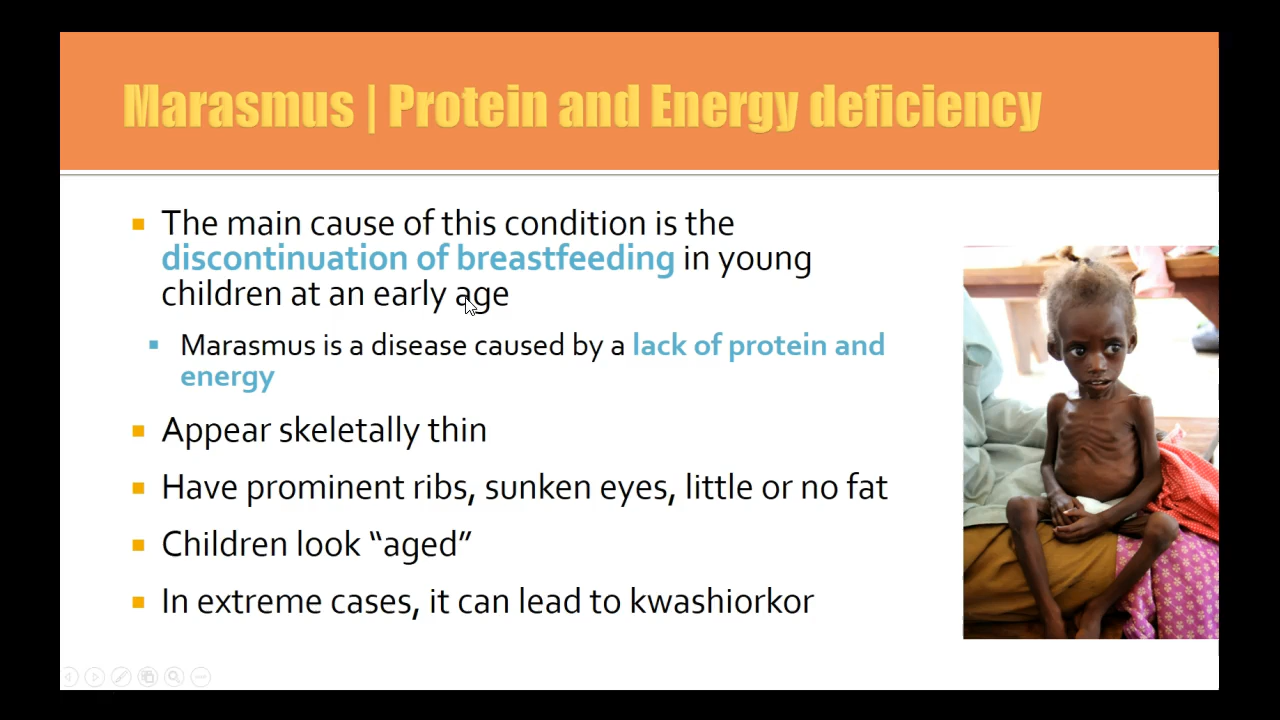 Marasmus | Protein and Energy deficiency
The main cause of this condition is the
discontinuation of breastfeeding in young
children at an early age
Marasmus is a disease caused by a lack of protein and
energy
Appear skeletally thin
Have prominent ribs, sunken eyes, little or no fat
Children look “aged”
In extreme cases, it can lead to kwashiorkor